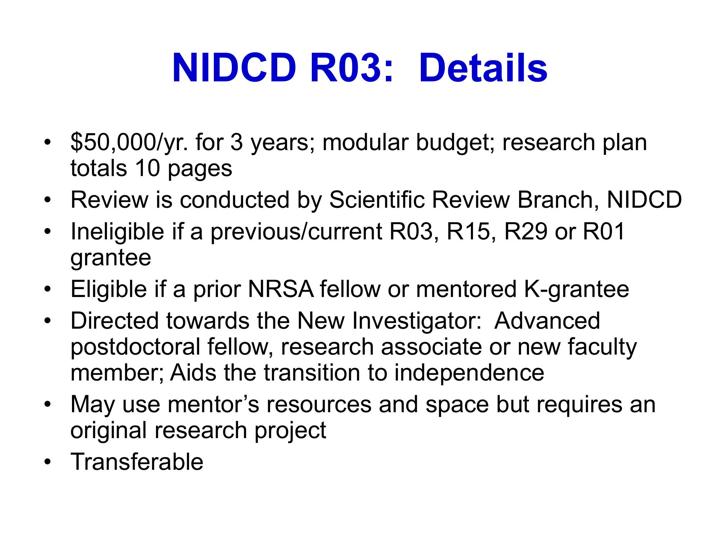 NIDCD R03:  Details
• $50,000/yr. for 3 years; modular budget; research plan
totals 10 pages
• Review is conducted by Scientific Review Branch, NIDCD
• Ineligible if a previous/current R03, R15, R29 or R01
grantee
• Eligible if a prior NRSA fellow or mentored K-grantee
• Directed towards the New Investigator:  Advanced
postdoctoral fellow, research associate or new faculty
member; Aids the transition to independence
• May use mentor’s resources and space but requires an
original research project
• Transferable